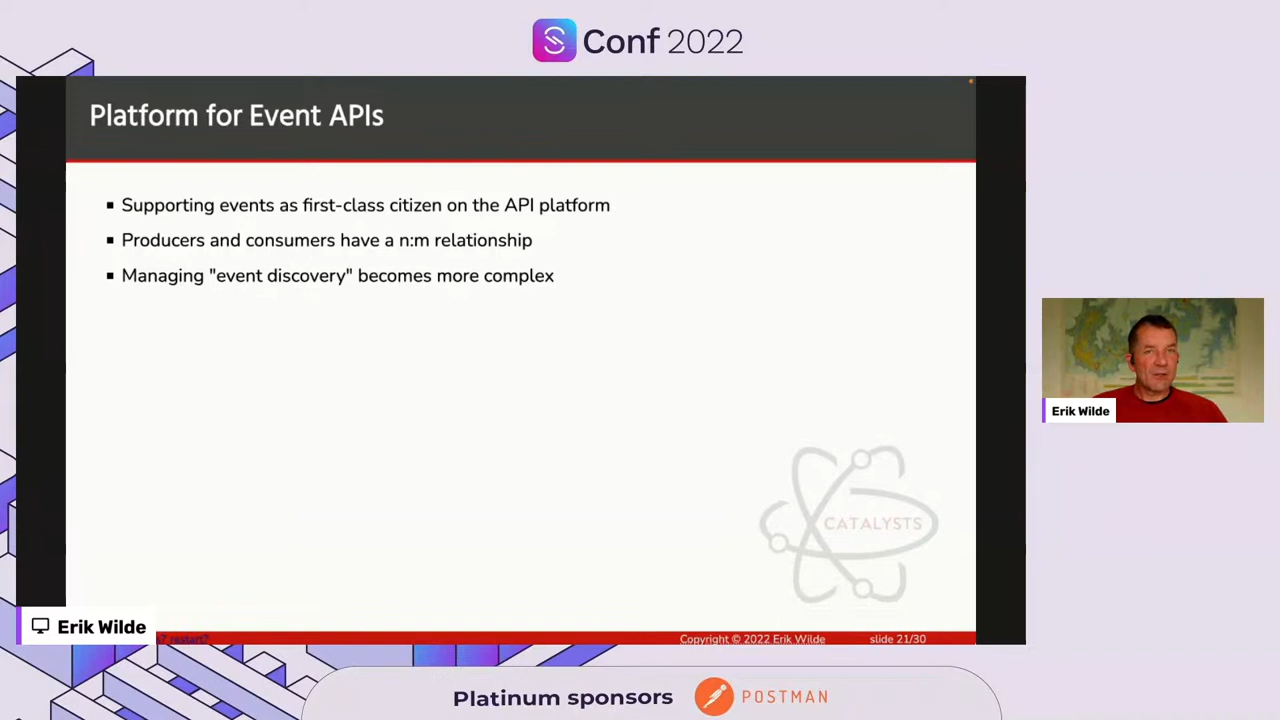 Conf 2022
Platform for Event APIs
▪ Supporting events as first-class citizen on the API platform
▪ Producers and consumers have a n:m relationship
▪ Managing "event discovery" becomes more complex
CATALYSTS
Erik Wilde
Erik Wilde
? restart?
Copyright © 2022 Erik Wilde
slide 21/30
Platinum sponsors
POSTMAN